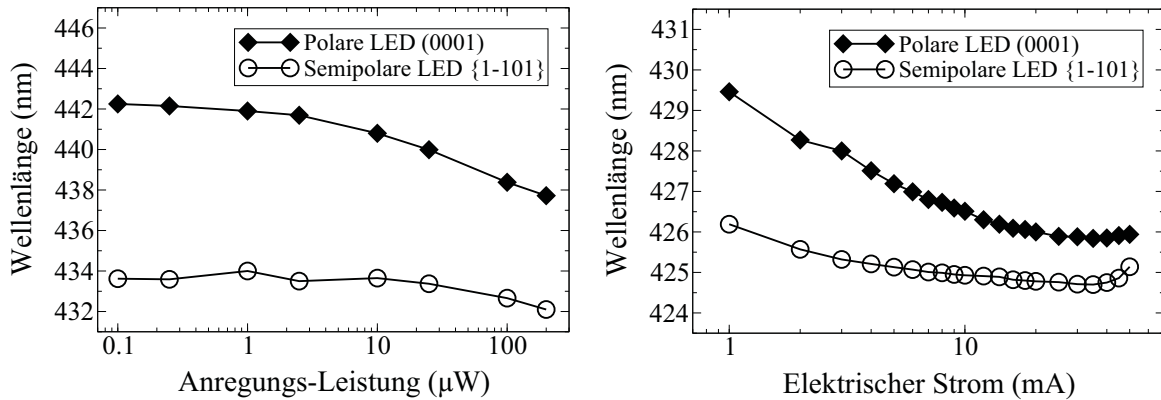 446
444
442
440
438
436
434
432
Wellenlänge (nm)
Polare LED (0001)
Semipolare LED {1-101}
0.1
1
10
100
Anregungs-Leistung (μW)
431
430
429
428
427
426
425
424
Wellenlänge (nm)
Polare LED (0001)
Semipolare LED {1-101}
1
10
Elektrischer Strom (mA)